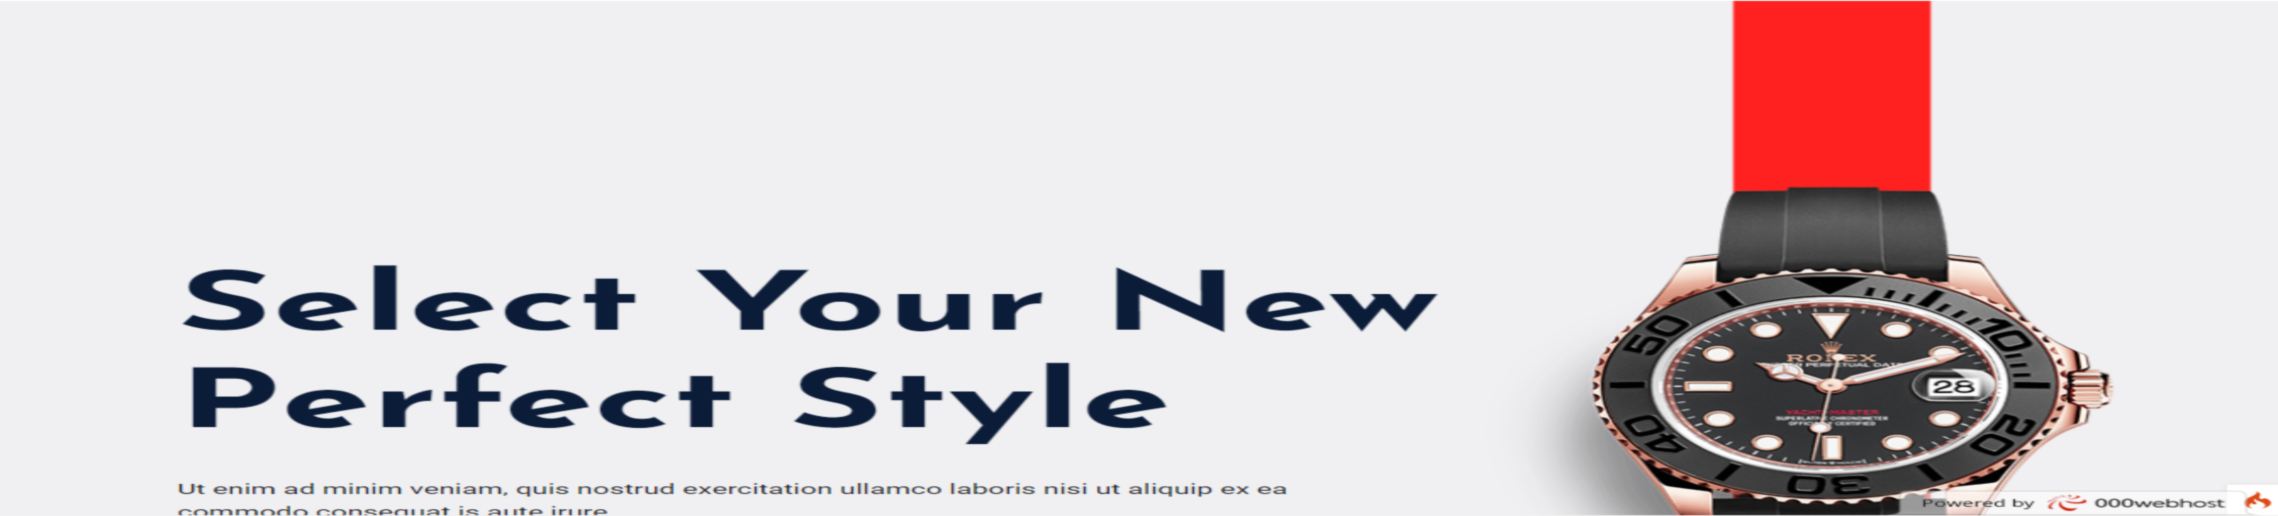 Select Your New
Perfect Style
Ut enim ad minim veniam, quis nostrud exercitation ullamco laboris nisi ut aliquip ex ea
commodo consequat is aute irure
50
10
ROLEX
PERPETUAL
28
YACHT-MASTER
SUPERLATIVE CHRONOMETER
OFFICIALLY CERTIFIED
40
20
30
Powered by 000webhost